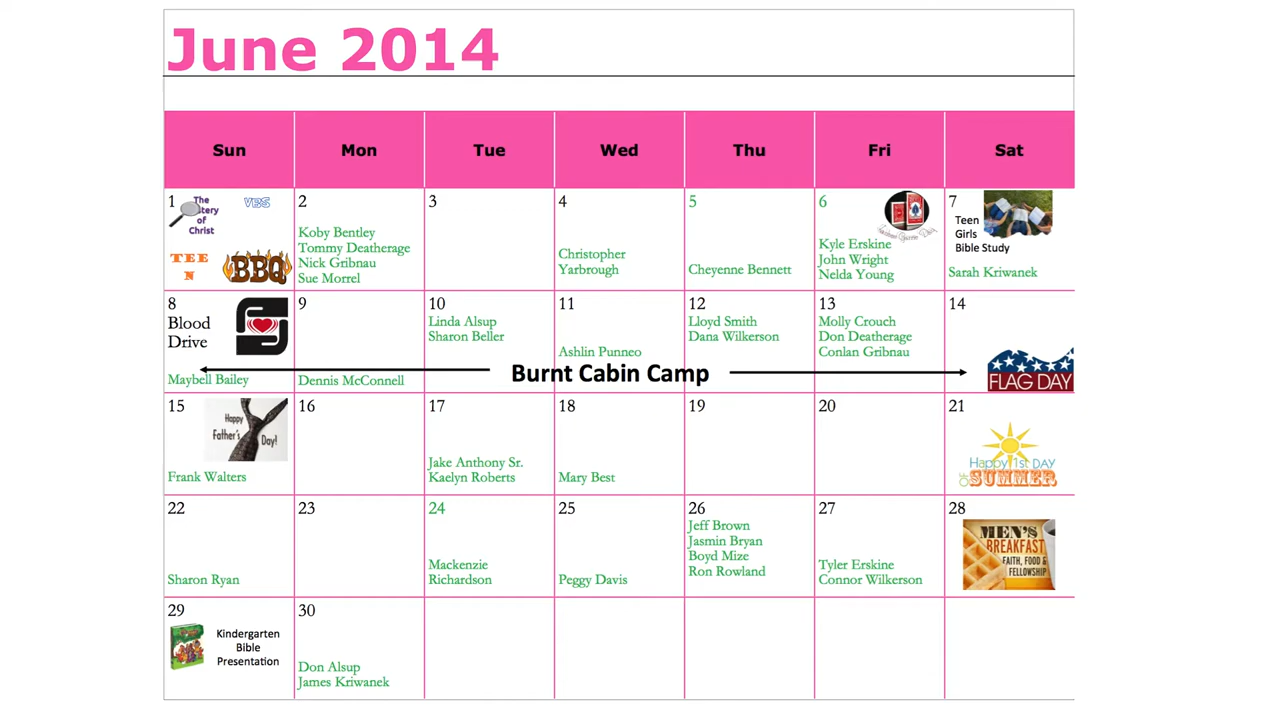 June 2014
Sun Mon Tue Wed Thu Fri Sat
1
The
stery
of
Christ
VBS
TEE
N
BBQ
2
Koby Bentley
Tommy Deatherage
Nick Gribnau
Sue Morrel
3
4
Christopher
Yarbrough
5
Cheyenne Bennett
6
Kyle Erskine
John Wright
Nelda Young
7
Teen
Girls
Bible Study
Sarah Kriwanek
8
Blood
Drive
Maybell Bailey
9
Dennis McConnell
10
Linda Alsup
Sharon Beller
11
Ashlin Punneo
12
Lloyd Smith
Dana Wilkerson
13
Molly Crouch
Don Deatherage
Conlan Gribnau
14
FLAG DAY
Burnt Cabin Camp
15
Happy
Father's
Day!
Frank Walters
16
17
Jake Anthony Sr.
Kaelyn Roberts
18
Mary Best
19
20
21
Happy 1st DAY
OF SUMMER
22
Sharon Ryan
23
24
Mackenzie
Richardson
25
Peggy Davis
26
Jeff Brown
Jasmin Bryan
Boyd Mize
Ron Rowland
27
Tyler Erskine
Connor Wilkerson
28
MEN'S
BREAKFAST
FAITH, FOOD &
FELLOWSHIP
29
Kindergarten
Bible
Presentation
30
Don Alsup
James Kriwanek